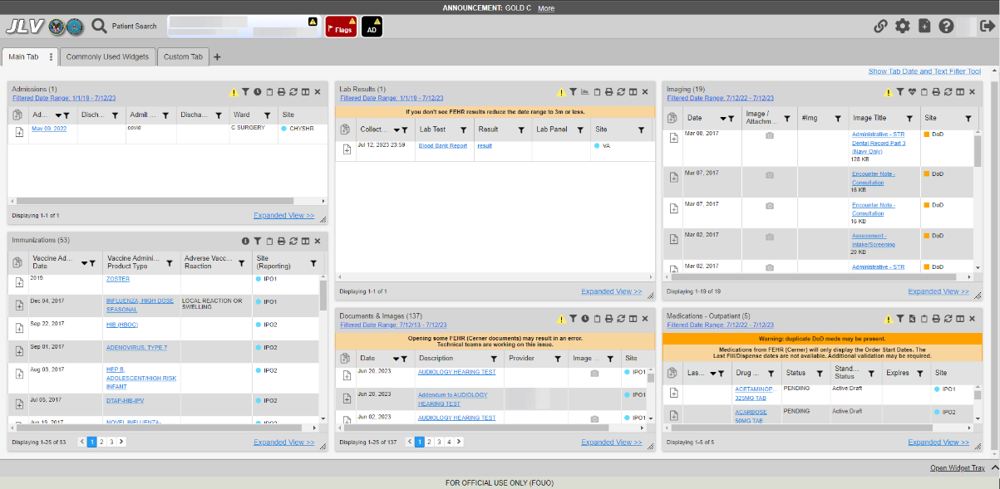 ANNOUNCEMENT: GOLD C More
JLV Patient Search Flags AD
Main Tab Commonly Used Widgets Custom Tab +
Show Tab Date and Text Filter Tool
Admissions (1)
Filtered Date Range: 1/1/19 - 7/12/23
Ad... Disch... Admit ... Discha... Ward Site
May 09, 2022 covid C SURGERY CHYSHR
Displaying 1-1 of 1 Expanded View >>
Immunizations (53)
Vaccine Ad... Vaccine Admini... Adverse Vacc... Site
Date Product Type Reaction (Reporting)
2019 ZOSTER IPO1
Dec 04, 2017 INFLUENZA, HIGH DOSE LOCAL REACTION OR IPO1
SEASONAL SWELLING
Sep 22, 2017 HIB (HBOC) IPO2
Sep 01, 2017 ADENOVIRUS, TYPE 7 IPO2
Aug 03, 2017 HEP B, IPO2
ADOLESCENT/HIGH RISK
INFANT
Jul 05, 2017 DTAP-HIB-IPV IPO2
Jun 19, 2017 NOVEL INFLUENZA- IPO2
Displaying 1-25 of 53 < 1 2 3 > Expanded View >>
Lab Results (1)
Filtered Date Range: 1/1/19 - 7/12/23
If you don't see FEHR results reduce the date range to 3m or less.
Collect... Lab Test Result Lab Panel Site
Jul 12, 2023 23:59 Blood Bank Report result VA
Displaying 1-1 of 1 Expanded View >>
Documents & Images (137)
Filtered Date Range: 7/12/13 - 7/12/23
Opening some FEHR (Cerner documents) may result in an error.
Technical teams are working on this issue.
Date Description Provider Image ... Site
Jun 20, 2023 AUDIOLOGY HEARING TEST IPO1
Jun 20, 2023 Addendum to AUDIOLOGY IPO1
HEARING TEST
Jun 02, 2023 AUDIOLOGY HEARING TEST IPO1
Displaying 1-25 of 137 < 1 2 3 4 > Expanded View >>
Imaging (19)
Filtered Date Range: 7/12/22 - 7/12/23
Date Image / #Img Image Title Site
Attachm...
Mar 08, 2017 Administrative - STR DoD
Dental Record Part 3
(Navy Only)
128 KB
Mar 07, 2017 Encounter Note - DoD
Consultation
16 KB
Mar 07, 2017 Encounter Note - DoD
Consultation
16 KB
Mar 02, 2017 Assessment - DoD
Intake/Screening
20 KB
Mar 02, 2017 Administrative - STR DoD
Displaying 1-19 of 19 Expanded View >>
Medications - Outpatient (5)
Filtered Date Range: 7/12/22 - 7/12/23
Warning: duplicate DoD meds may be present.
Medications from FEHR (Cerner) will only display the Order Start Dates. The
Last Fill/Dispense dates are not available. Additional validation may be required.
Las... Drug ... Status Stand... Expires Site
Status
ACETAMINOP... PENDING Active:Draft IPO1
325MG TAB
ACARBOSE PENDING Active:Draft IPO2
50MG TAB
Displaying 1-5 of 5 Expanded View >>
Open Widget Tray
FOR OFFICIAL USE ONLY (FOUO)